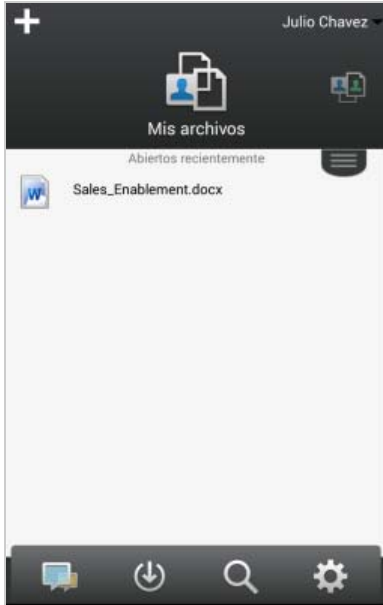 Julio Chavez
Mis archivos
Abiertos recientemente
W
Sales_Enablement.docx